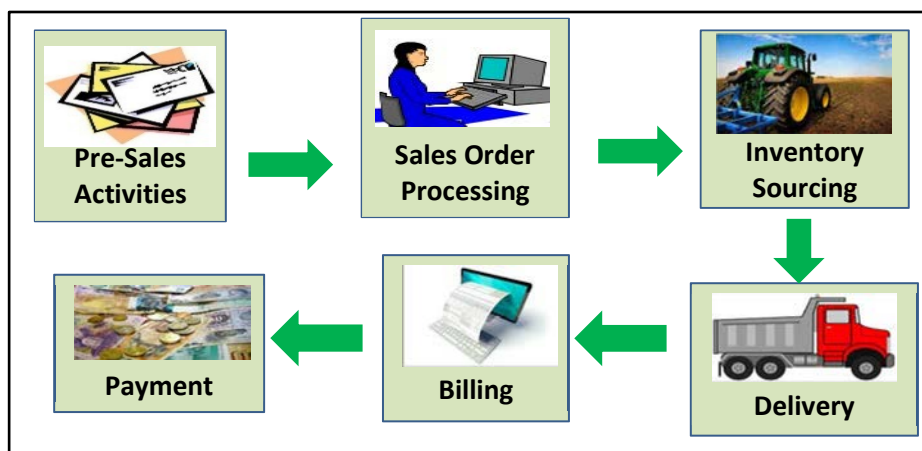 Pre-Sales
Activities
Sales Order
Processing
Inventory
Sourcing
Payment
Billing
Delivery